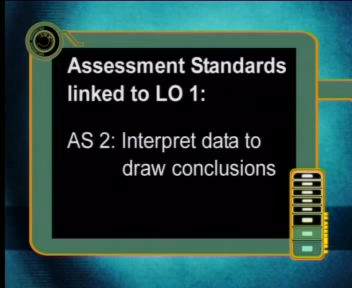 Assessment Standards
linked to LO 1:
AS 2: Interpret data to
draw conclusions